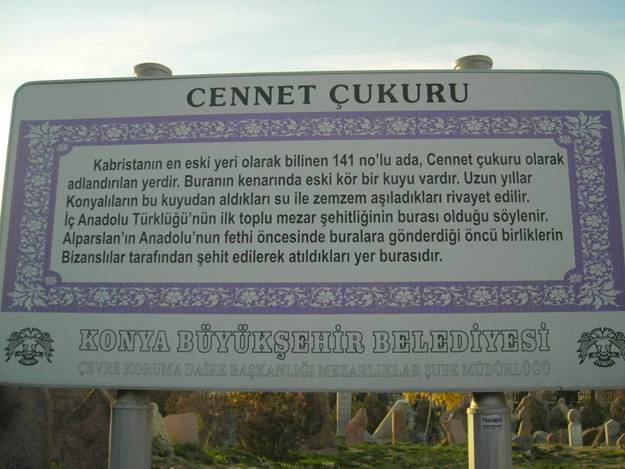 CENNET ÇUKURU
Kabristanın en eski yeri olarak bilinen 141 no'lu ada, Cennet çukuru olarak
adlandırılan yerdir. Buranın kenarında eski kör bir kuyu vardır. Uzun yıllar
Konyalıların bu kuyudan aldıkları su ile zemzem aşıladıkları rivayet edilir.
İç Anadolu Türklüğü'nün ilk toplu mezar şehitliğinin burası olduğu söylenir.
Alparslan'ın Anadolu'nun fethi öncesinde buralara gönderdiği öncü birliklerin
Bizanslılar tarafından şehit edilerek atıldıkları yer burasıdır.
KONYA BÜYÜKŞEHİR BELEDİYESİ
ÇEVRE KORUMA DAİRE BAŞKANLIĞI MEZARLIKLAR ŞUBE MÜDÜRLÜĞÜ